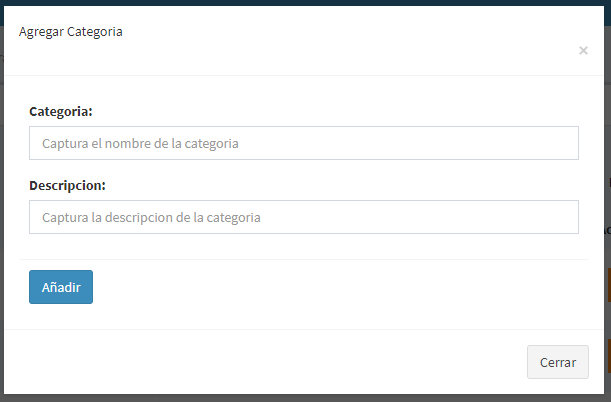 Agregar Categoria
×
Categoria:
Captura el nombre de la categoria
Descripcion:
Captura la descripcion de la categoria
Añadir
Cerrar